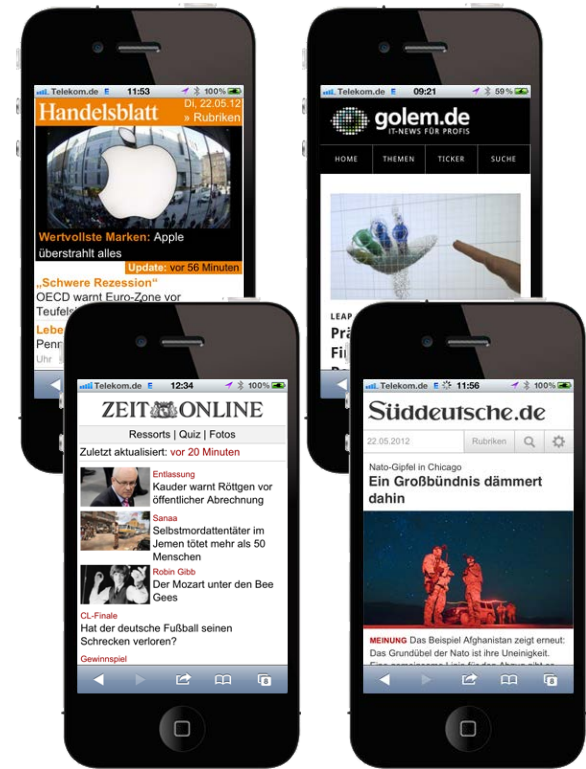 Telekom.de E 11:53 100%
Handelsblatt
Di, 22.05.12
» Rubriken
Wertvollste Marken: Apple
überstrahlt alles
Update: vor 56 Minuten
„Schwere Rezession“
OECD warnt Euro-Zone vor
Uhr
Telekom.de E 09:21 59%
golem.de
IT-NEWS FÜR PROFIS
HOME THEMEN TICKER SUCHE
LEAP
Telekom.de E 12:34 100%
ZEIT ONLINE
Ressorts | Quiz | Fotos
Zuletzt aktualisiert: vor 20 Minuten
Entlassung
Kauder warnt Röttgen vor
öffentlicher Abrechnung
Sanaa
Selbstmordattentäter im
Jemen tötet mehr als 50
Menschen
Robin Gibb
Der Mozart unter den Bee
Gees
CL-Finale
Hat der deutsche Fußball seinen
Schrecken verloren?
Gewinnspiel
8
Telekom.de E 11:56 100%
Süddeutsche.de
22.05.2012 Rubriken
Nato-Gipfel in Chicago
Ein Großbündnis dämmert
dahin
MEINUNG Das Beispiel Afghanistan zeigt erneut:
Das Grundübel der Nato ist ihre Uneinigkeit.
8